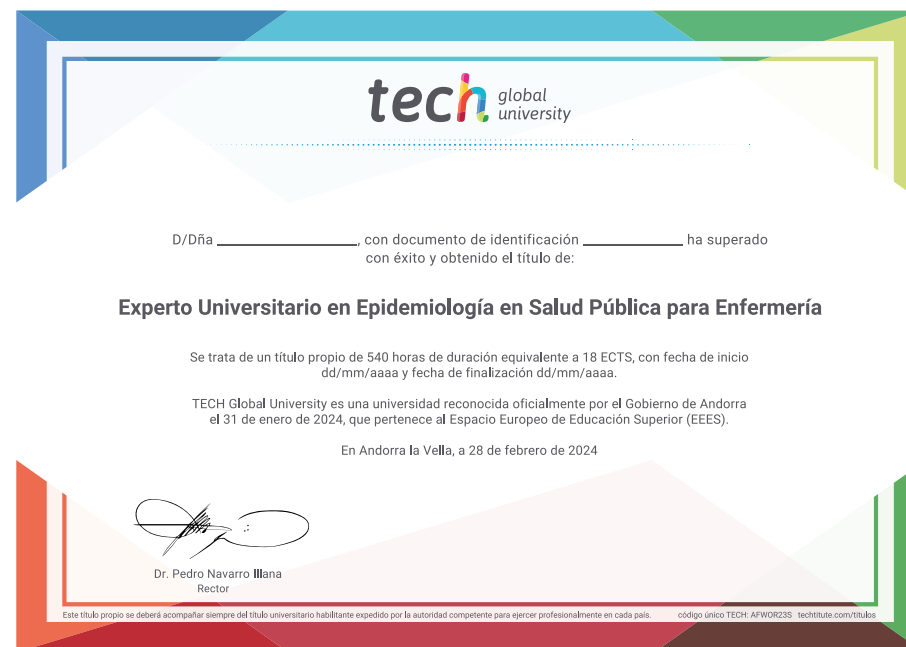 tech global university
D/Dña ____________________, con documento de identificación ______________ ha superado
con éxito y obtenido el título de:
Experto Universitario en Epidemiología en Salud Pública para Enfermería
Se trata de un título propio de 540 horas de duración equivalente a 18 ECTS, con fecha de inicio
dd/mm/aaaa y fecha de finalización dd/mm/aaaa.
TECH Global University es una universidad reconocida oficialmente por el Gobierno de Andorra
el 31 de enero de 2024, que pertenece al Espacio Europeo de Educación Superior (EEES).
En Andorra la Vella, a 28 de febrero de 2024
Dr. Pedro Navarro Illana
Rector
Este título propio se deberá acompañar siempre del título universitario habilitante expedido por la autoridad competente para ejercer profesionalmente en cada país. código único TECH: AFWOR23S techtitute.com/titulos